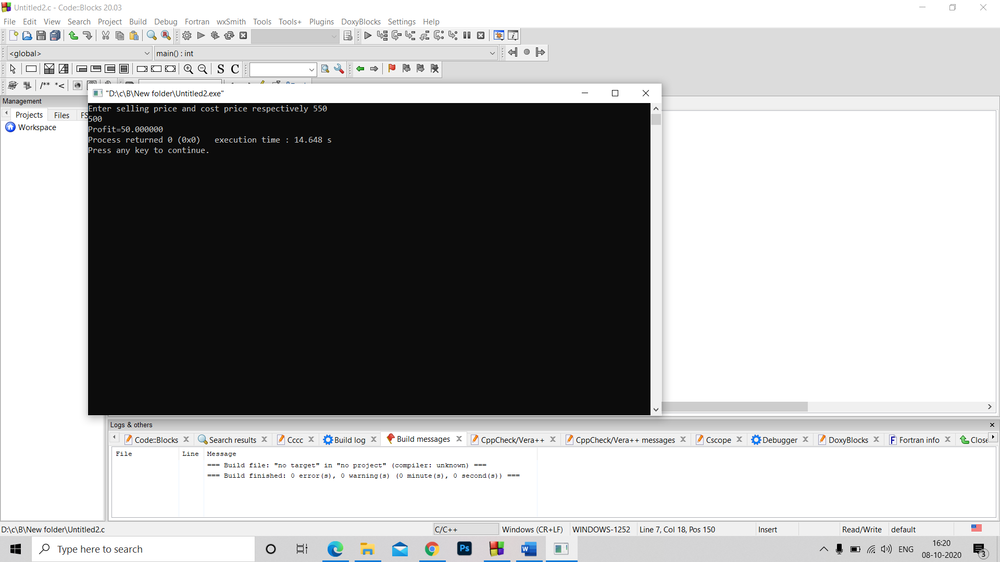 Untitled2.c - Code::Blocks 20.03
File Edit View Search Project Build Debug Fortran wxSmith Tools Tools+ Plugins DoxyBlocks Settings Help
<global> main() : int
S C
/** *<
Management
Projects Files FS
Workspace
"D:\c\B\New folder\Untitled2.exe"
Enter selling price and cost price respectively 550
500
Profit=50.000000
Process returned 0 (0x0)   execution time : 14.648 s
Press any key to continue.
Logs & others
Code::Blocks Search results Cccc Build log Build messages CppCheck/Vera++ CppCheck/Vera++ messages Cscope Debugger DoxyBlocks Fortran info Close
File Line Message
=== Build file: "no target" in "no project" (compiler: unknown) ===
=== Build finished: 0 error(s), 0 warning(s) (0 minute(s), 0 second(s)) ===
D:\c\B\New folder\Untitled2.c C/C++ Windows (CR+LF) WINDOWS-1252 Line 7, Col 18, Pos 150 Insert Read/Write default
Type here to search
Ps
W
ENG
16:20
08-10-2020
3